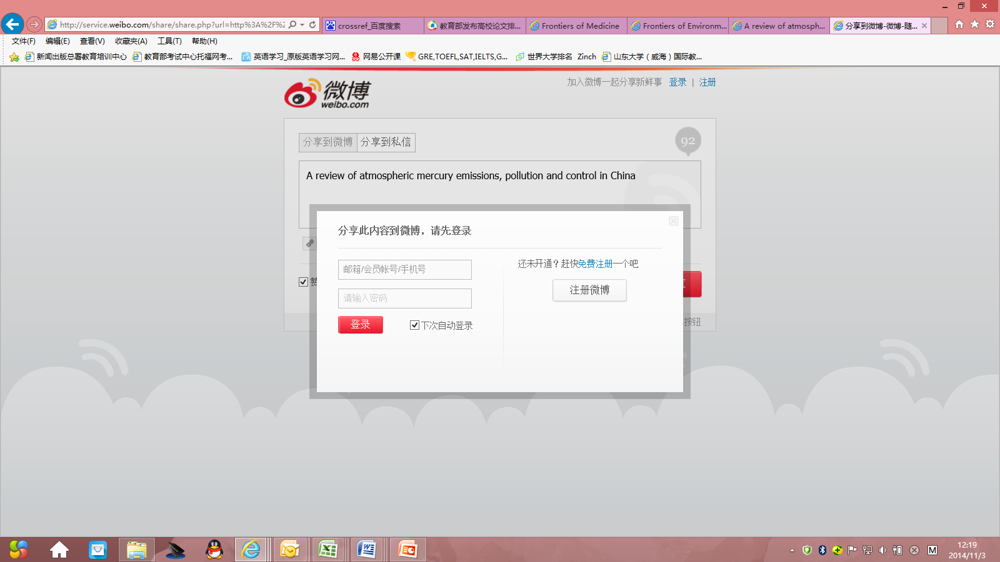 http://service.weibo.com/share/share.php?url=http%3A%2F%2
crossref_百度搜索
教育部发布高校论文排...
Frontiers of Medicine
Frontiers of Environm...
A review of atmosph...
分享到微博-微博-随...
文件(F) 编辑(E) 查看(V) 收藏夹(A) 工具(T) 帮助(H)
新闻出版总署教育培训中心 教育部考试中心托福网考... 英语学习_原版英语学习网... 网易公开课 GRE,TOEFL,SAT,IELTS,G... 世界大学排名 Zinch 山东大学（威海）国际教...
微博
weibo.com
加入微博一起分享新鲜事 登录 | 注册
分享到微博 分享到私信
92
A review of atmospheric mercury emissions, pollution and control in China
分享此内容到微博，请先登录
邮箱/会员帐号/手机号
请输入密码
登录
下次自动登录
还未开通？赶快免费注册一个吧
注册微博
赞
按钮
M
12:19
2014/11/3